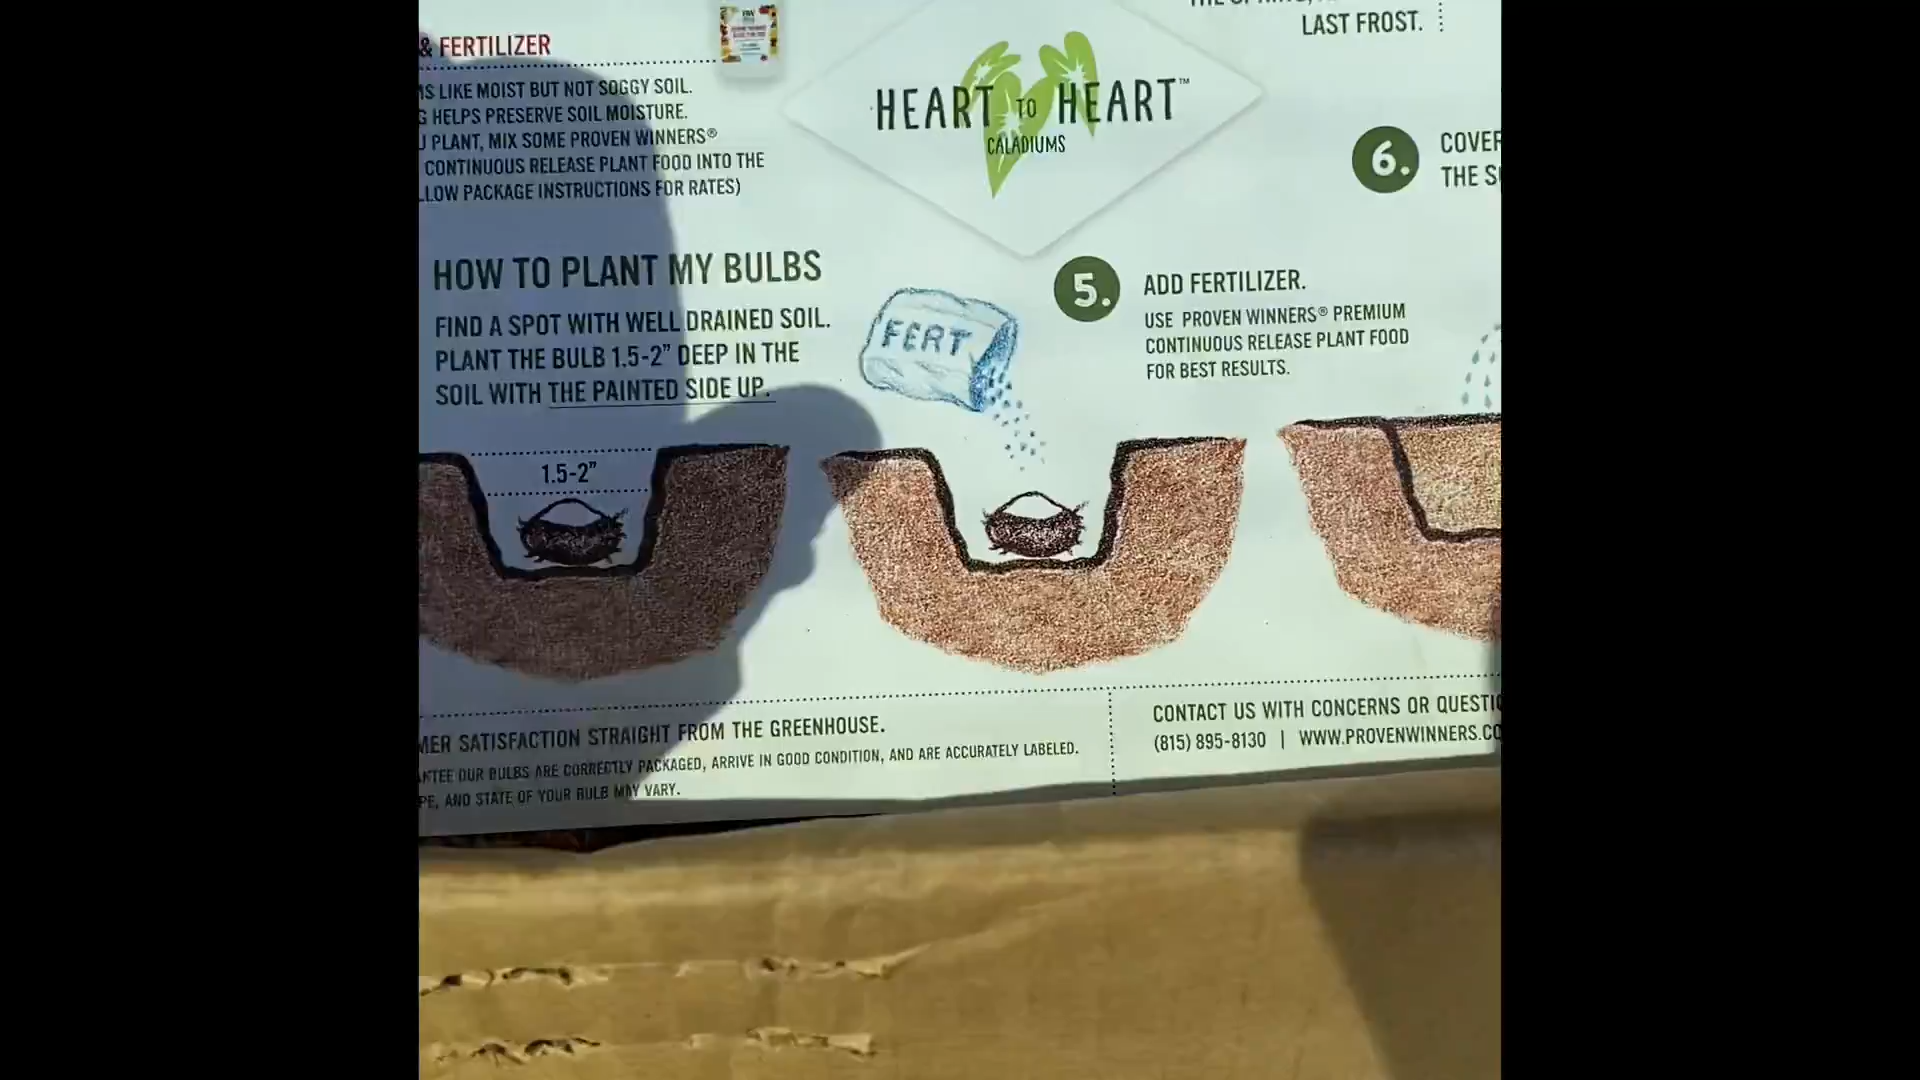 & FERTILIZER
LIKE MOIST BUT NOT SOGGY SOIL.
HELPS PRESERVE SOIL MOISTURE.
PLANT, MIX SOME PROVEN WINNERS®
CONTINUOUS RELEASE PLANT FOOD INTO THE
PACKAGE INSTRUCTIONS FOR RATES)
HOW TO PLANT MY BULBS
FIND A SPOT WITH WELL DRAINED SOIL.
PLANT THE BULB 1.5-2” DEEP IN THE
SOIL WITH THE PAINTED SIDE UP.
1.5-2”
HEART TO HEART™
CALADIUMS
FERT
5.
ADD FERTILIZER.
USE PROVEN WINNERS® PREMIUM
CONTINUOUS RELEASE PLANT FOOD
FOR BEST RESULTS.
LAST FROST.
6.
COVER
THE
SATISFACTION STRAIGHT FROM THE GREENHOUSE.
OUR BULBS ARE CORRECTLY PACKAGED, ARRIVE IN GOOD CONDITION, AND ARE ACCURATELY LABELED.
AND STATE OF YOUR BULB MAY VARY.
CONTACT US WITH CONCERNS OR
(815) 895-8130 | WWW.PROVENWINNERS.CO